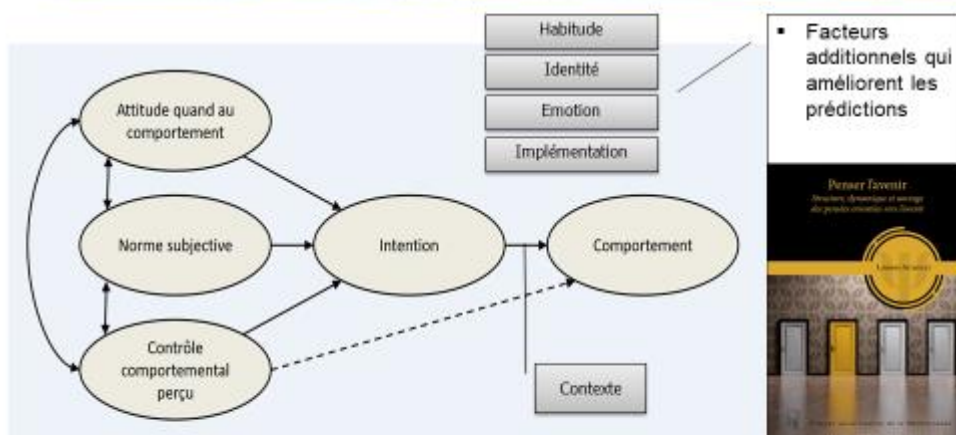 Habitude
Identité
Emotion
Implémentation
▪ Facteurs
additionnels qui
améliorent les
prédictions
Attitude quand au
comportement
Norme subjective
Intention
Comportement
Contrôle
comportemental
perçu
Contexte
Penser l'avenir